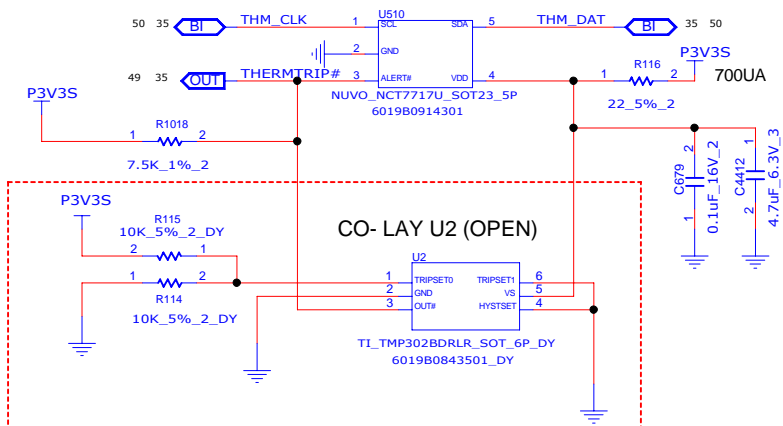 U510
50 35 BI THM_CLK 1 SCL SDA 5 THM_DAT BI 35 50
2 GND
R116 P3V3S
49 35 OUT THERMTRIP# 3 ALERT# VDD 4 1 2 700UA
P3V3S NUVO_NCT7717U_SOT23_5P 22_5%_2
6019B0914301
R1018
1 2
7.5K_1%_2
2 C679 1 0.1uF_16V_2
1 C4412 2 4.7uF_6.3V_3
P3V3S
R115
10K_5%_2_DY
2 1
CO- LAY U2 (OPEN)
U2
1 2
R114
10K_5%_2_DY
1 TRIPSET0 TRIPSET1 6
2 GND VS 5
3 OUT# HYSTSET 4
TI_TMP302BDRLR_SOT_6P_DY
6019B0843501_DY